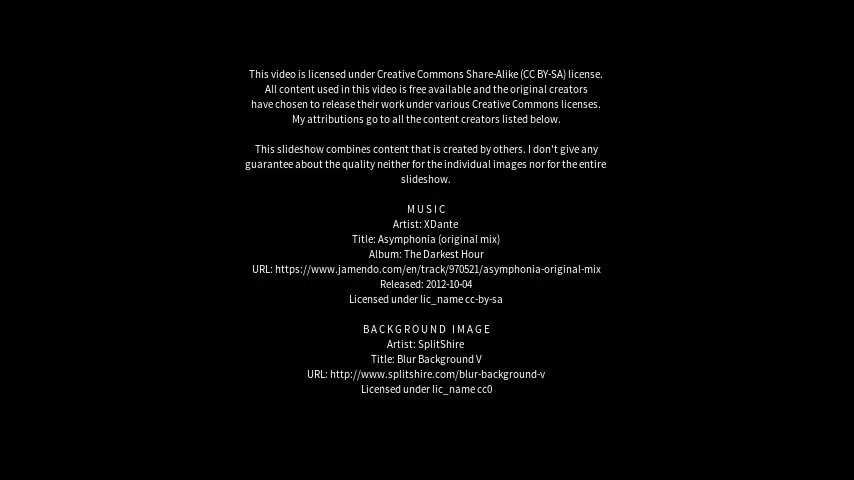 This video is licensed under Creative Commons Share-Alike (CC BY-SA) license.
All content used in this video is free available and the original creators
have chosen to release their work under various Creative Commons licenses.
My attributions go to all the content creators listed below.
This slideshow combines content that is created by others. I don't give any
guarantee about the quality neither for the individual images nor for the entire
slideshow.
MUSIC
Artist: XDante
Title: Asymphonia (original mix)
Album: The Darkest Hour
URL: https://www.jamendo.com/en/track/970521/asymphonia-original-mix
Released: 2012-10-04
Licensed under lic_name cc-by-sa
BACKGROUND IMAGE
Artist: SplitShire
Title: Blur Background V
URL: http://www.splitshire.com/blur-background-v
Licensed under lic_name cc0